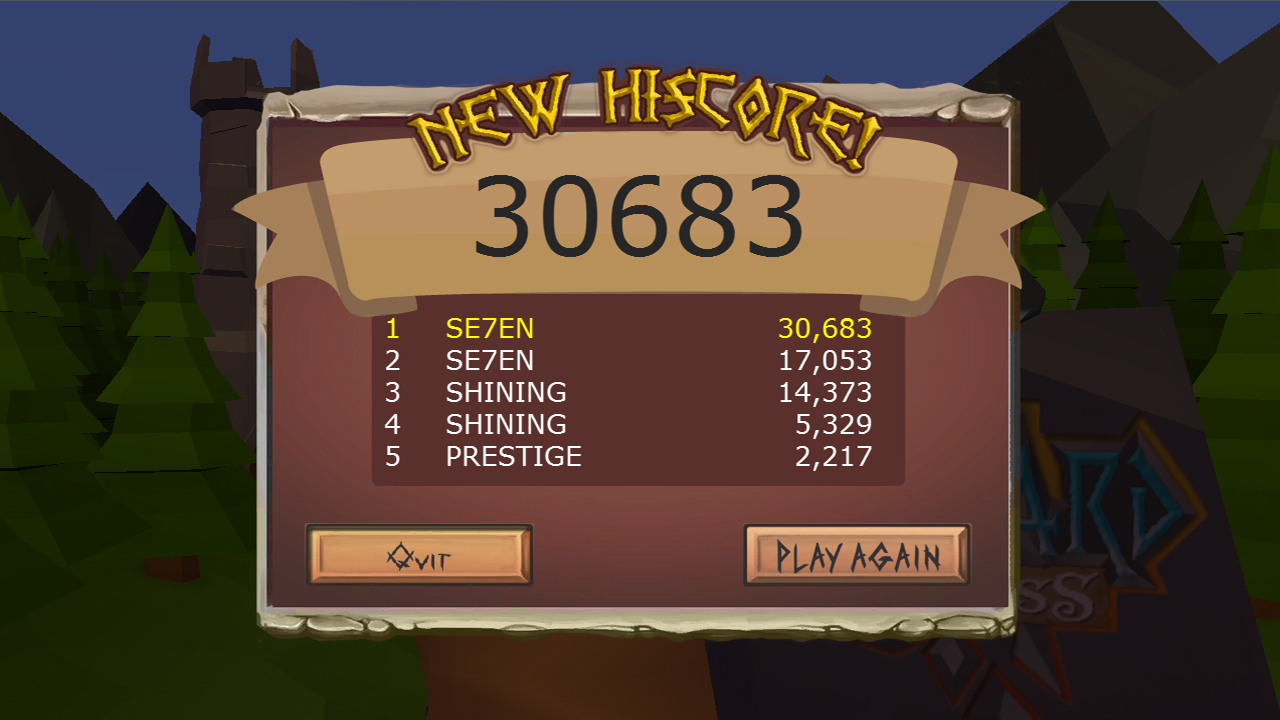 NEW HISCORE!
30683
1 SE7EN 30,683
2 SE7EN 17,053
3 SHINING 14,373
4 SHINING 5,329
5 PRESTIGE 2,217
QUIT PLAY AGAIN